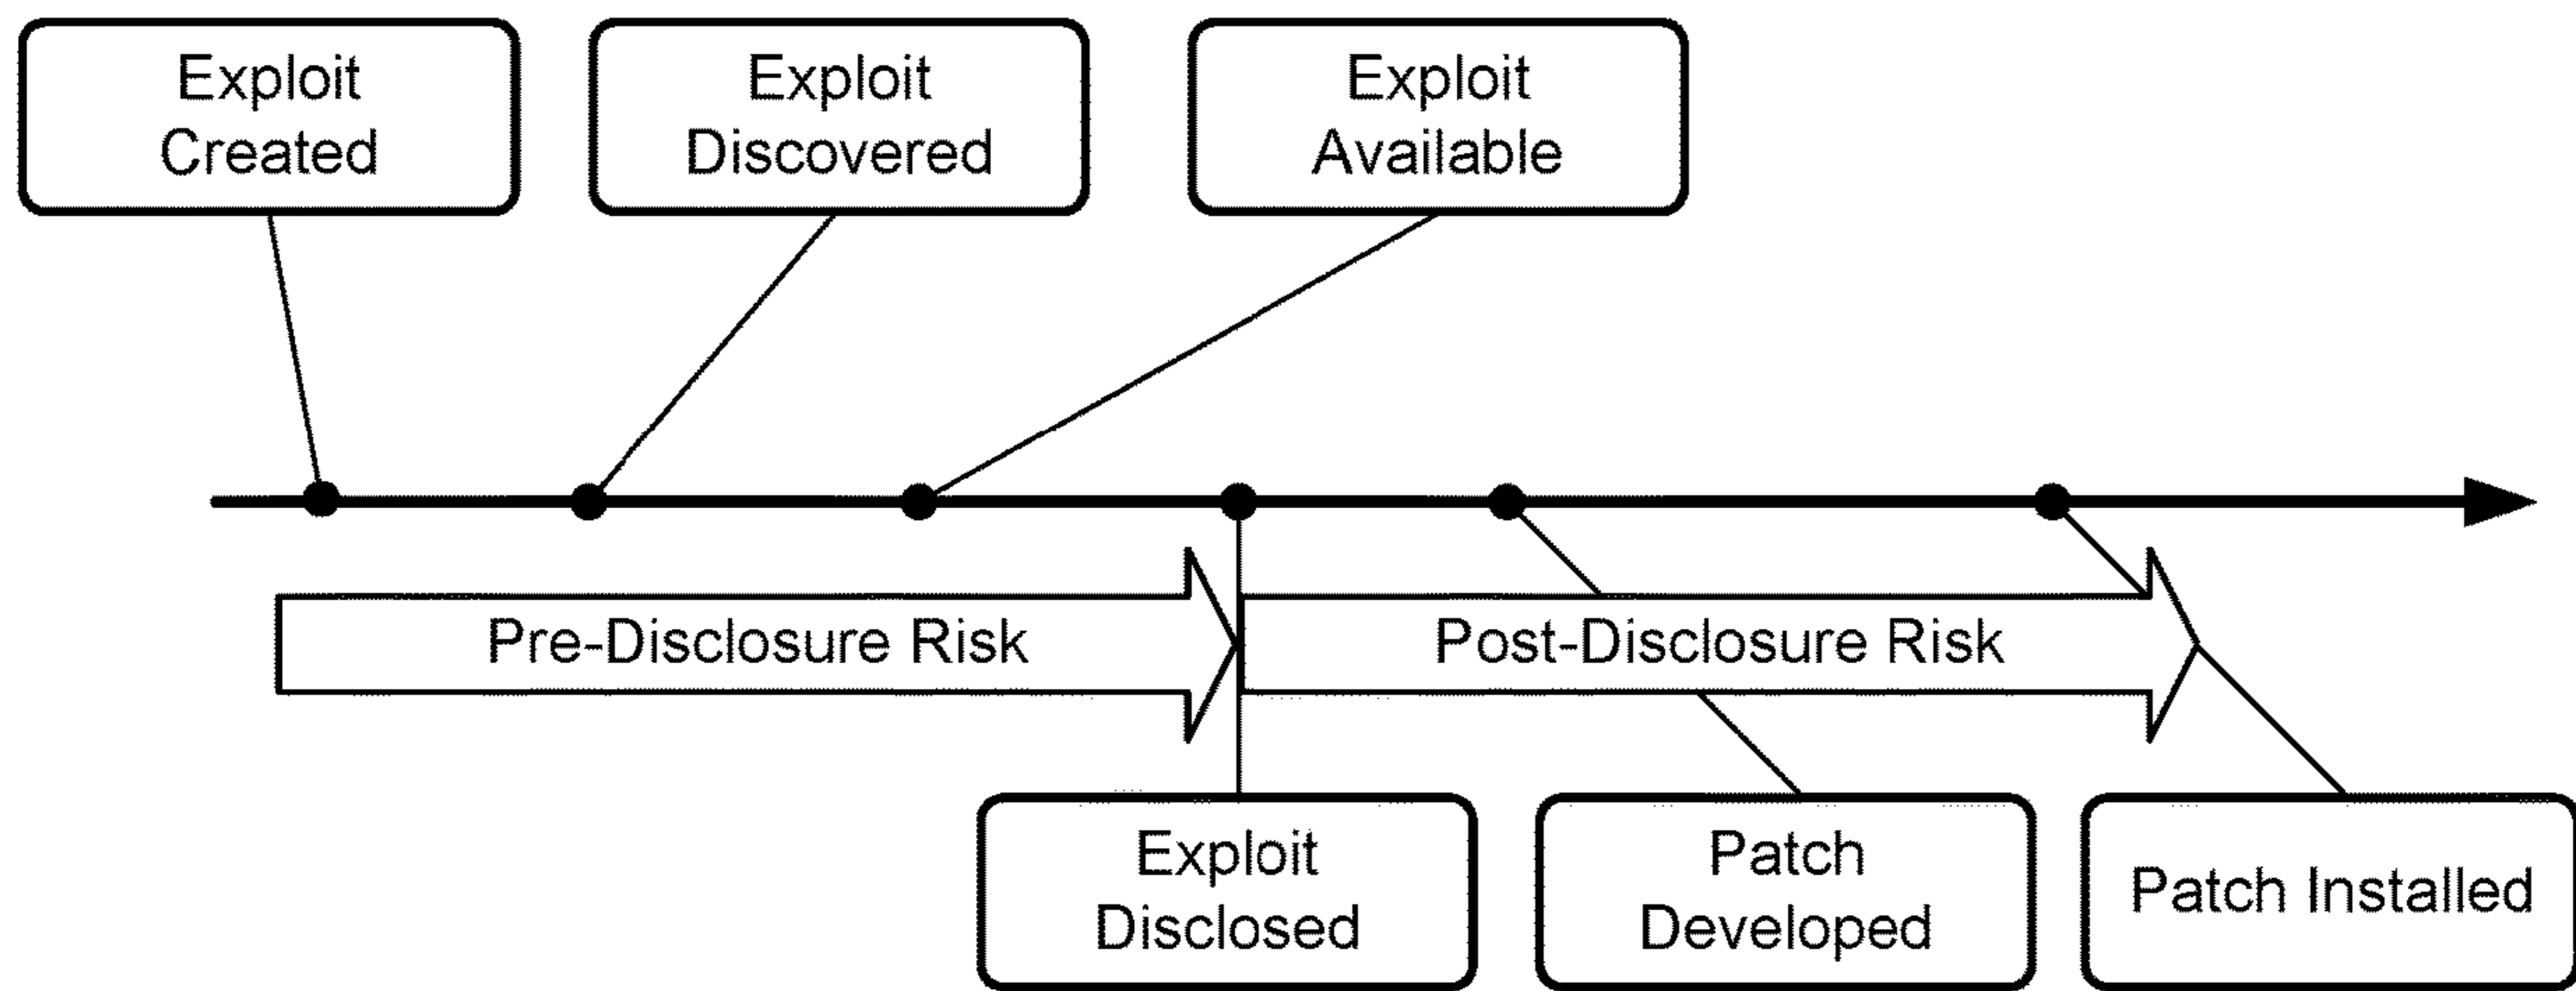 Exploit
Created
Exploit
Discovered
Exploit
Available
Pre-Disclosure Risk
Post-Disclosure Risk
Exploit
Disclosed
Patch
Developed
Patch Installed